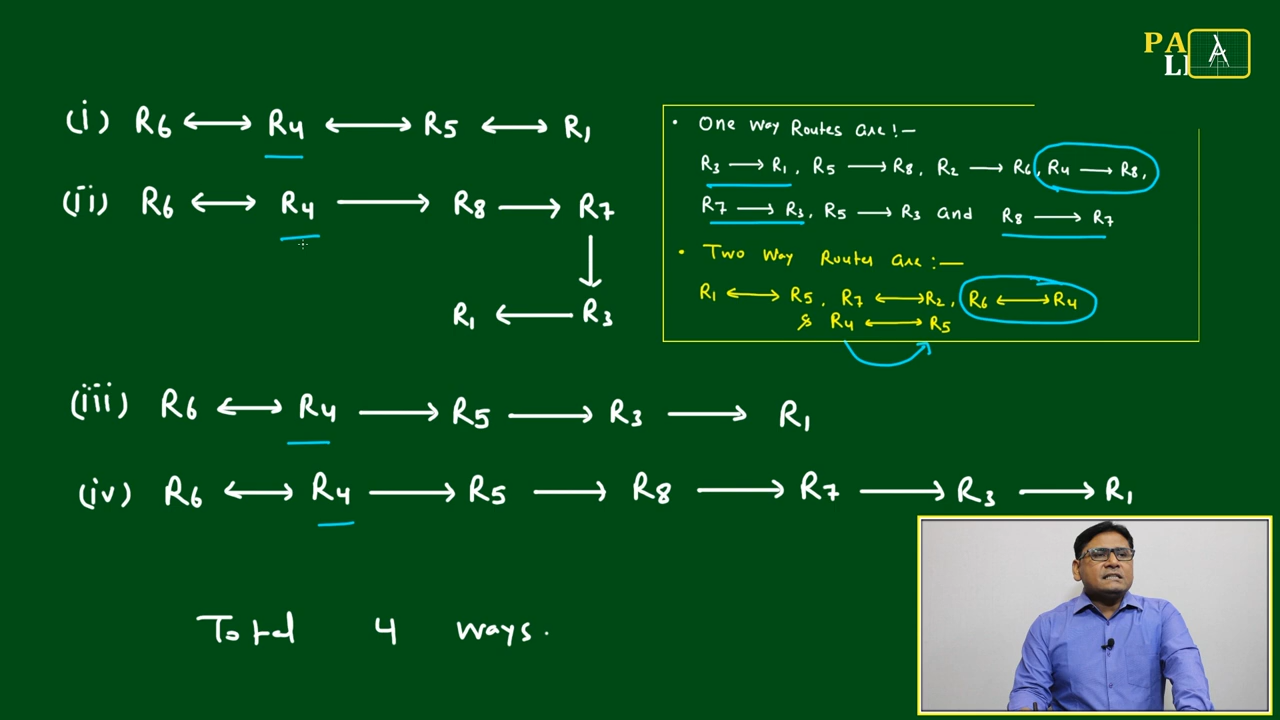 PA
LI
(i) R6 ⟷ R4 ⟷ R5 ⟷ R1
(ii) R6 ⟷ R4 ⟶ R8 ⟶ R7
↓
R1 ⟵ R3
• One Way Routes are:–
R3 ⟶ R1, R5 ⟶ R8, R2 ⟶ R6, R4 ⟶ R8,
R7 ⟶ R3, R5 ⟶ R3 and R8 ⟶ R7
• Two Way Routes are:—
R1 ⟷ R5, R7 ⟷ R2, R6 ⟷ R4
& R4 ⟷ R5
(iii) R6 ⟷ R4 ⟶ R5 ⟶ R3 ⟶ R1
(iv) R6 ⟷ R4 ⟶ R5 ⟶ R8 ⟶ R7 ⟶ R3 ⟶ R1
Total 4 ways.